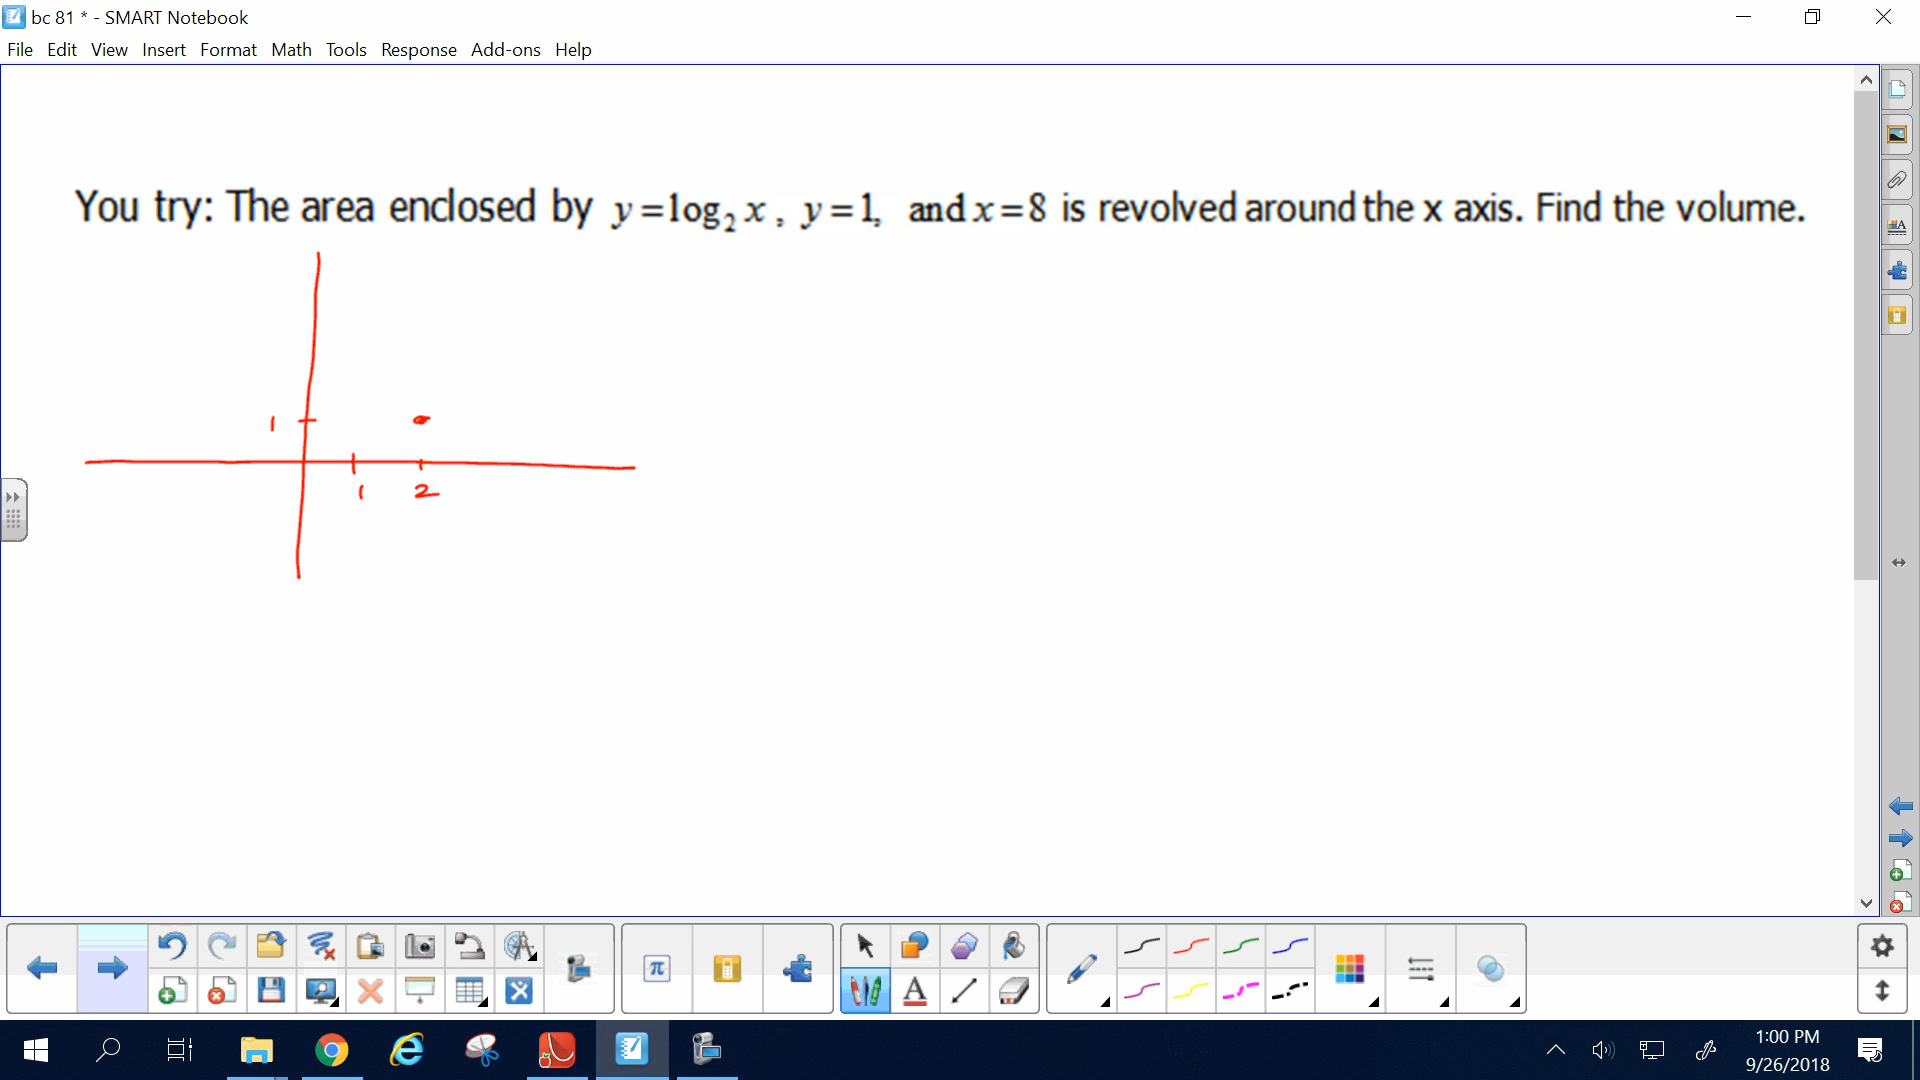 bc 81 * - SMART Notebook
File Edit View Insert Format Math Tools Response Add-ons Help
You try: The area enclosed by y=log₂ x , y=1, and x=8 is revolved around the x axis. Find the volume.
1
1 2
π
A
1:00 PM
9/26/2018